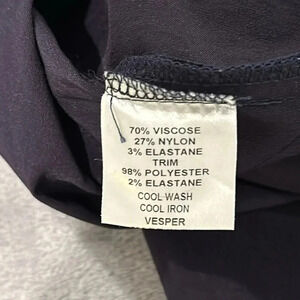 70% VISCOSE
27% NYLON
3% ELASTANE
TRIM
98% POLYESTER
2% ELASTANE
COOL WASH
COOL IRON
VESPER